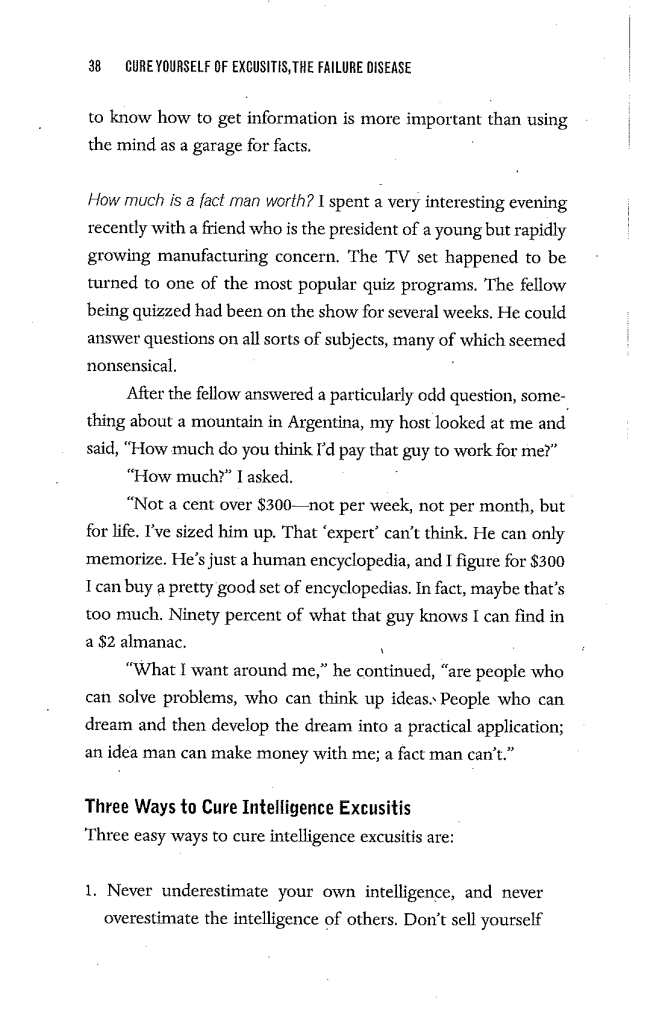 38 CURE YOURSELF OF EXCUSITIS, THE FAILURE DISEASE
to know how to get information is more important than using
the mind as a garage for facts.
How much is a fact man worth? I spent a very interesting evening
recently with a friend who is the president of a young but rapidly
growing manufacturing concern. The TV set happened to be
turned to one of the most popular quiz programs. The fellow
being quizzed had been on the show for several weeks. He could
answer questions on all sorts of subjects, many of which seemed
nonsensical.
After the fellow answered a particularly odd question, some-
thing about a mountain in Argentina, my host looked at me and
said, “How much do you think I’d pay that guy to work for me?”
“How much?” I asked.
“Not a cent over $300—not per week, not per month, but
for life. I’ve sized him up. That ‘expert’ can’t think. He can only
memorize. He’s just a human encyclopedia, and I figure for $300
I can buy a pretty good set of encyclopedias. In fact, maybe that’s
too much. Ninety percent of what that guy knows I can find in
a $2 almanac.
“What I want around me,” he continued, “are people who
can solve problems, who can think up ideas. People who can
dream and then develop the dream into a practical application;
an idea man can make money with me; a fact man can’t.”
Three Ways to Cure Intelligence Excusitis
Three easy ways to cure intelligence excusitis are:
1. Never underestimate your own intelligence, and never
overestimate the intelligence of others. Don’t sell yourself